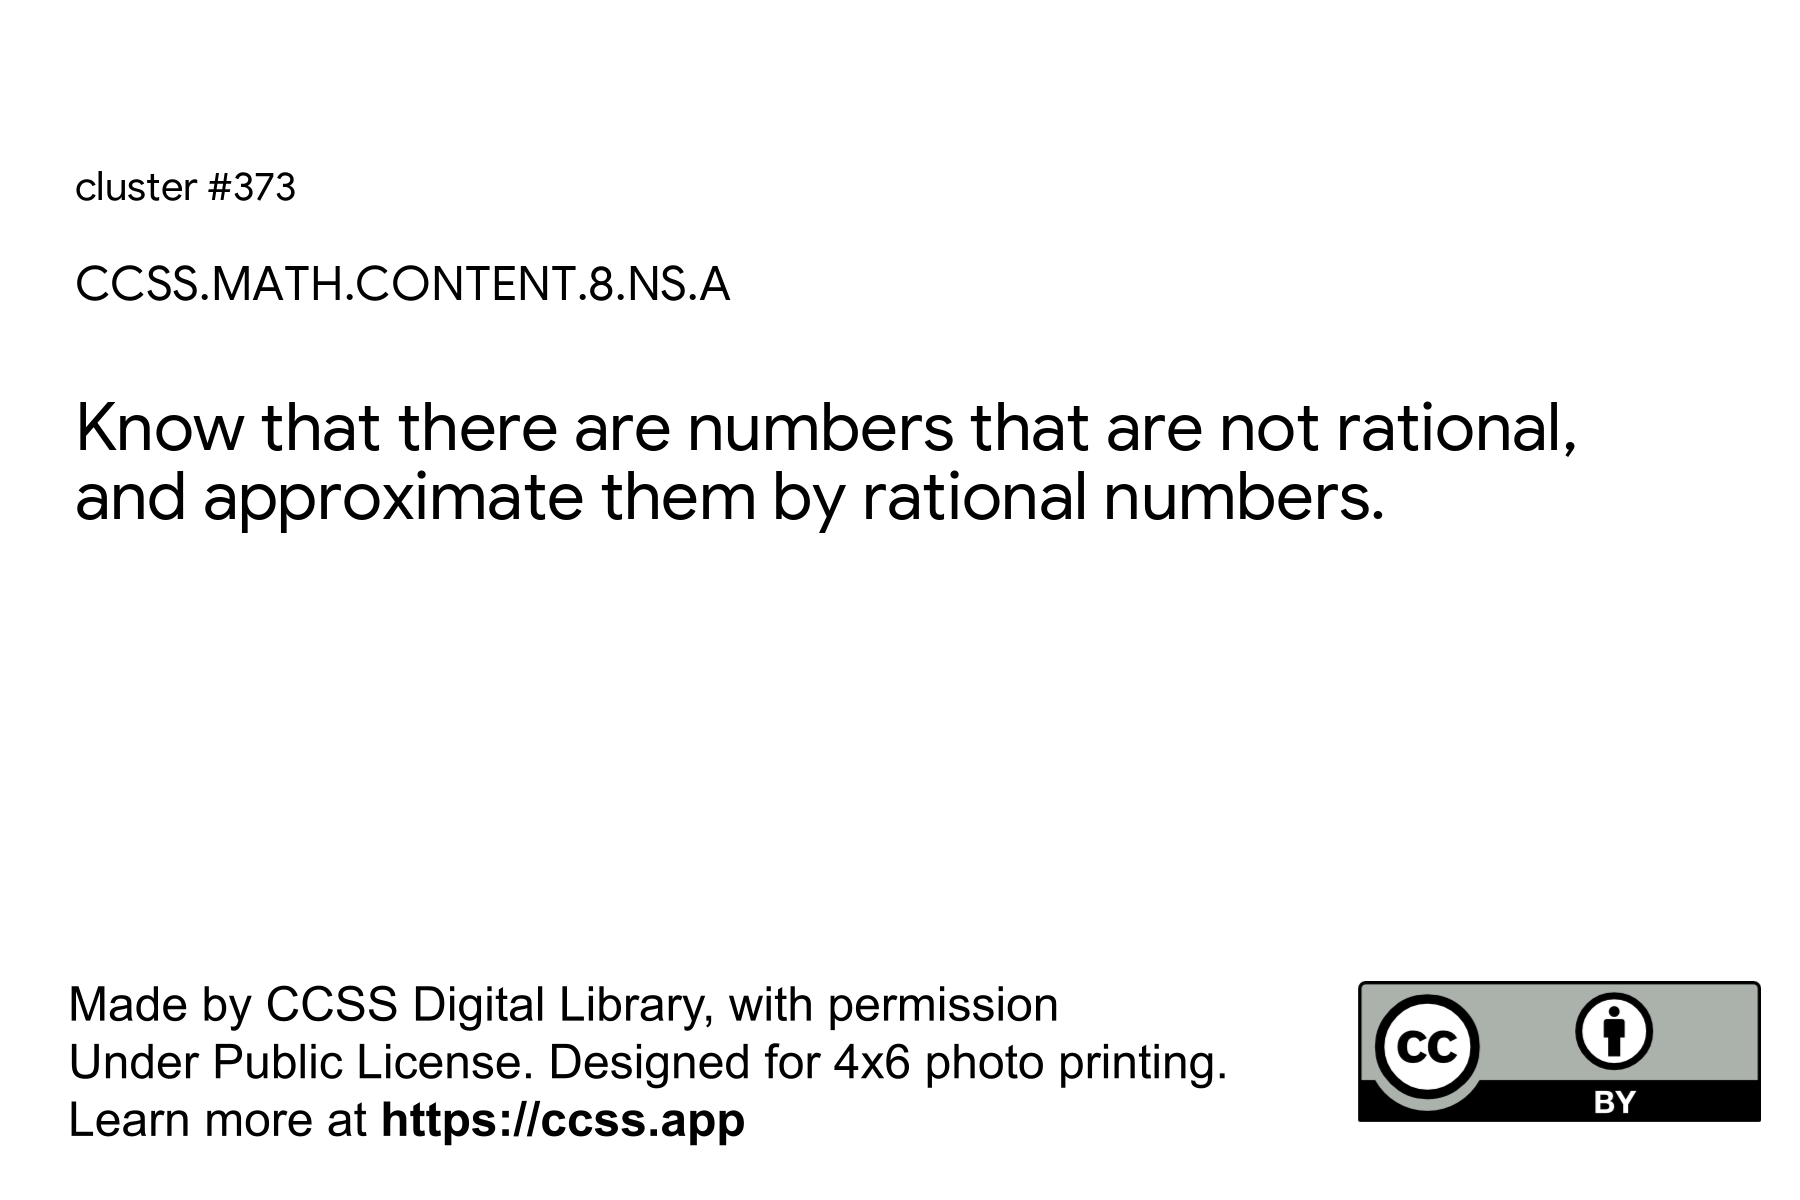 cluster #373
CCSS.MATH.CONTENT.8.NS.A
Know that there are numbers that are not rational,
and approximate them by rational numbers.
Made by CCSS Digital Library, with permission
Under Public License. Designed for 4x6 photo printing.
Learn more at https://ccss.app
cc
BY